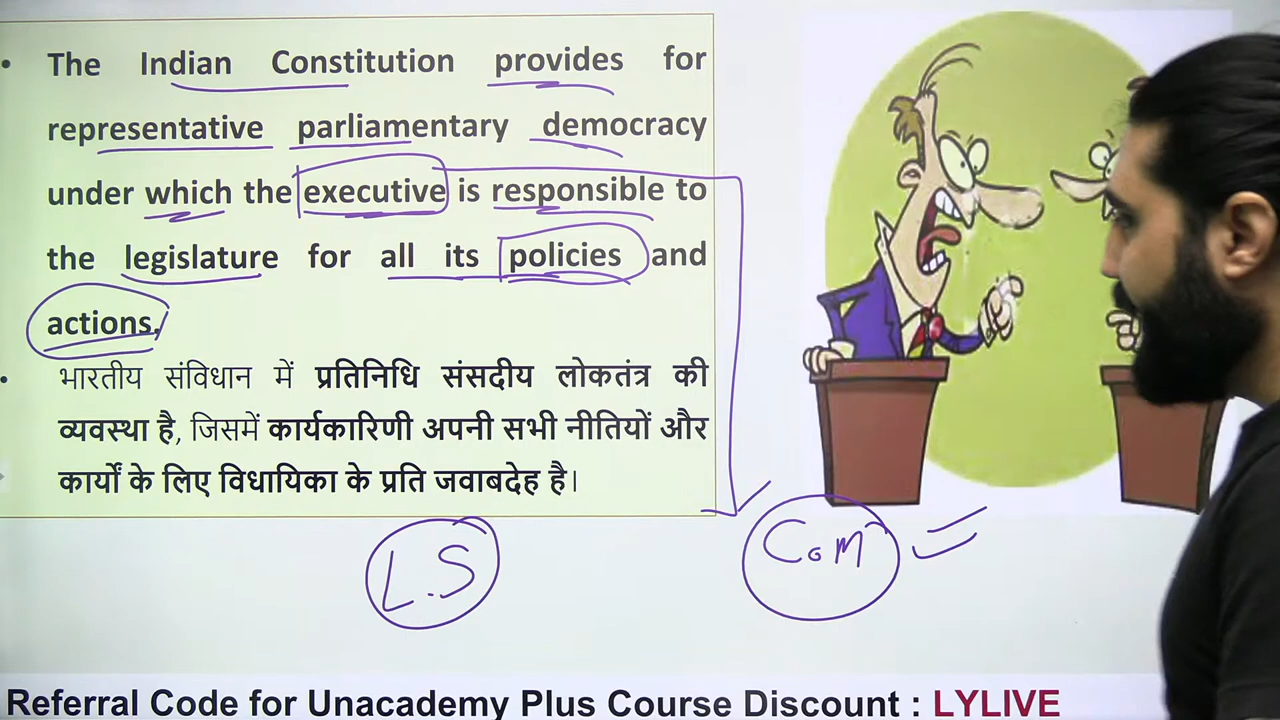 The Indian Constitution provides for
representative parliamentary democracy
under which the executive is responsible to
the legislature for all its policies and
actions.
भारतीय संविधान में प्रतिनिधि संसदीय लोकतंत्र की
व्यवस्था है, जिसमें कार्यकारिणी अपनी सभी नीतियों और
कार्यों के लिए विधायिका के प्रति जवाबदेह है।
L.S
CoM
Referral Code for Unacademy Plus Course Discount : LYLIVE